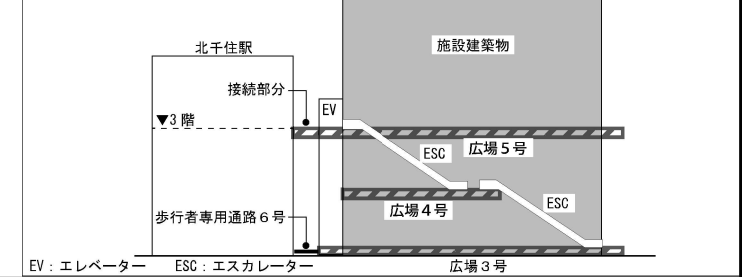 北千住駅
施設建築物
接続部分
EV
▼3階
広場5号
ESC
ESC
広場4号
歩行者専用通路6号
EV：エレベーター　ESC：エスカレーター
広場3号